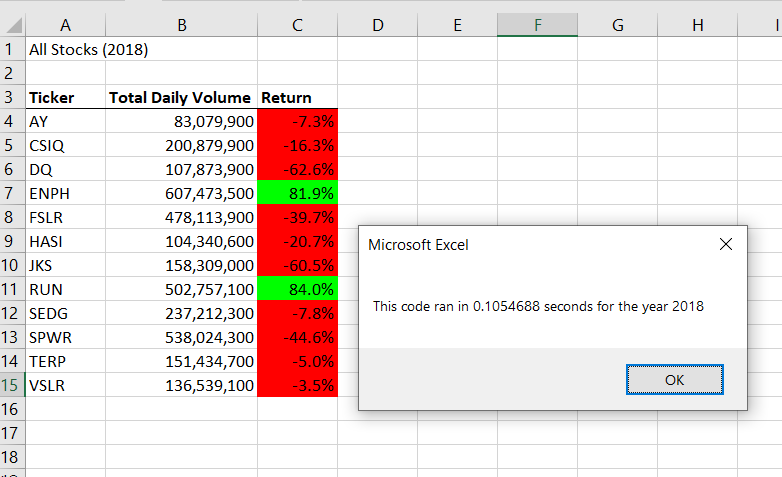 A B C D E F G H I
1 All Stocks (2018)
2
3 Ticker Total Daily Volume Return
4 AY 83,079,900 -7.3%
5 CSIQ 200,879,900 -16.3%
6 DQ 107,873,900 -62.6%
7 ENPH 607,473,500 81.9%
8 FSLR 478,113,900 -39.7%
9 HASI 104,340,600 -20.7%
10 JKS 158,309,000 -60.5%
11 RUN 502,757,100 84.0%
12 SEDG 237,212,300 -7.8%
13 SPWR 538,024,300 -44.6%
14 TERP 151,434,700 -5.0%
15 VSLR 136,539,100 -3.5%
16
17
18
Microsoft Excel
This code ran in 0.1054688 seconds for the year 2018
OK